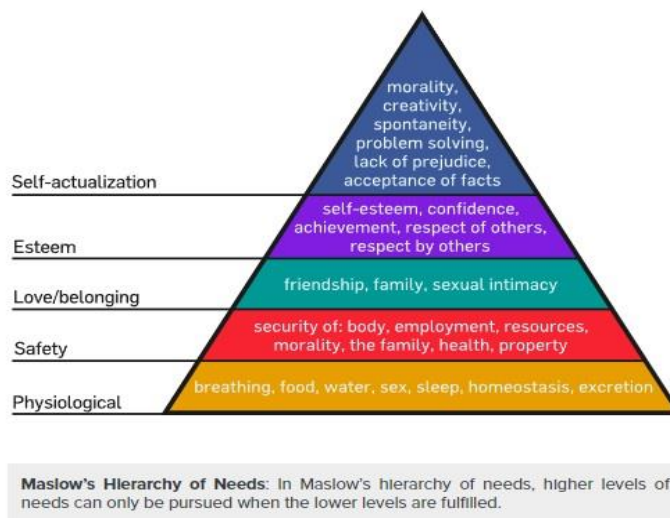 morality,
creativity,
spontaneity,
problem solving,
lack of prejudice,
acceptance of facts
Self-actualization
self-esteem, confidence,
achievement, respect of others,
respect by others
Esteem
friendship, family, sexual intimacy
Love/belonging
security of: body, employment, resources,
morality, the family, health, property
Safety
breathing, food, water, sex, sleep, homeostasis, excretion
Physiological
Maslow's Hierarchy of Needs: In Maslow's hierarchy of needs, higher levels of
needs can only be pursued when the lower levels are fulfilled.